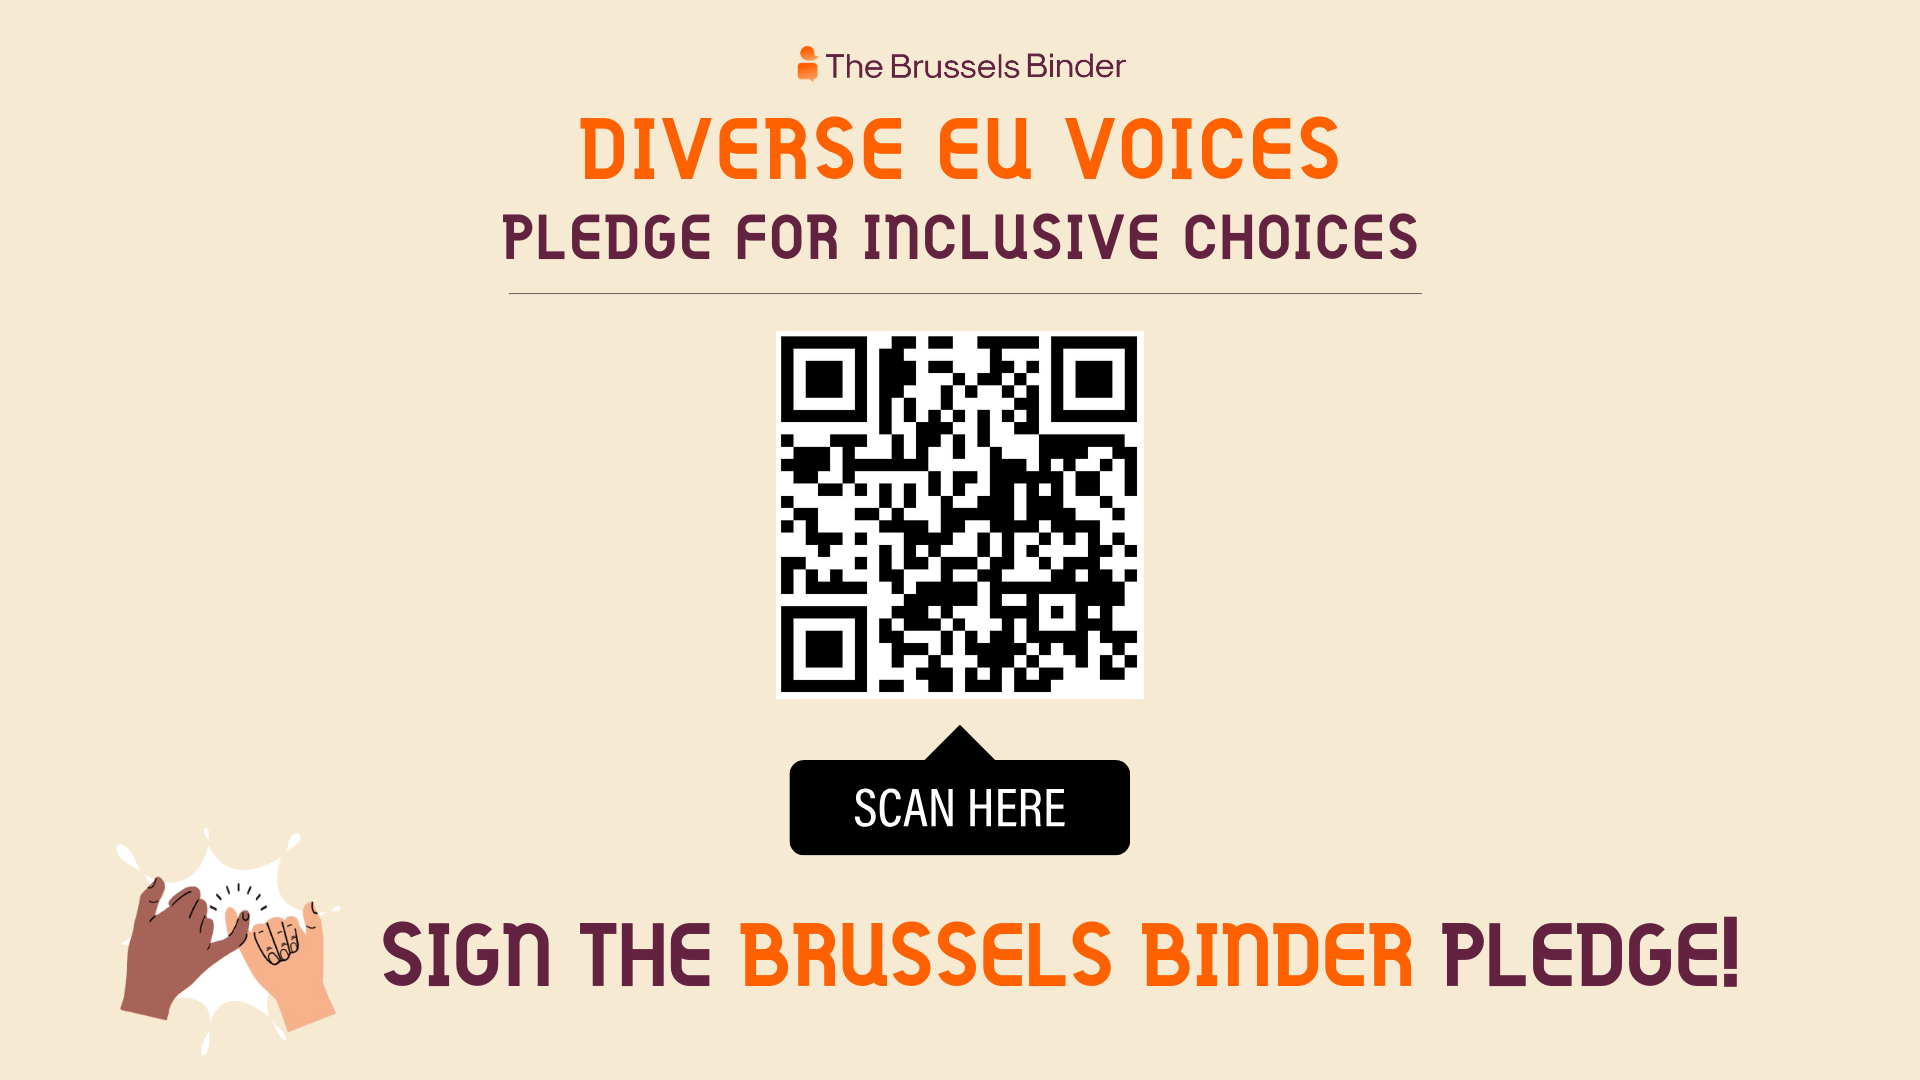 The Brussels Binder
DIVERSE EU VOICES
PLEDGE FOR INCLUSIVE CHOICES
SCAN HERE
SIGN THE BRUSSELS BINDER PLEDGE!